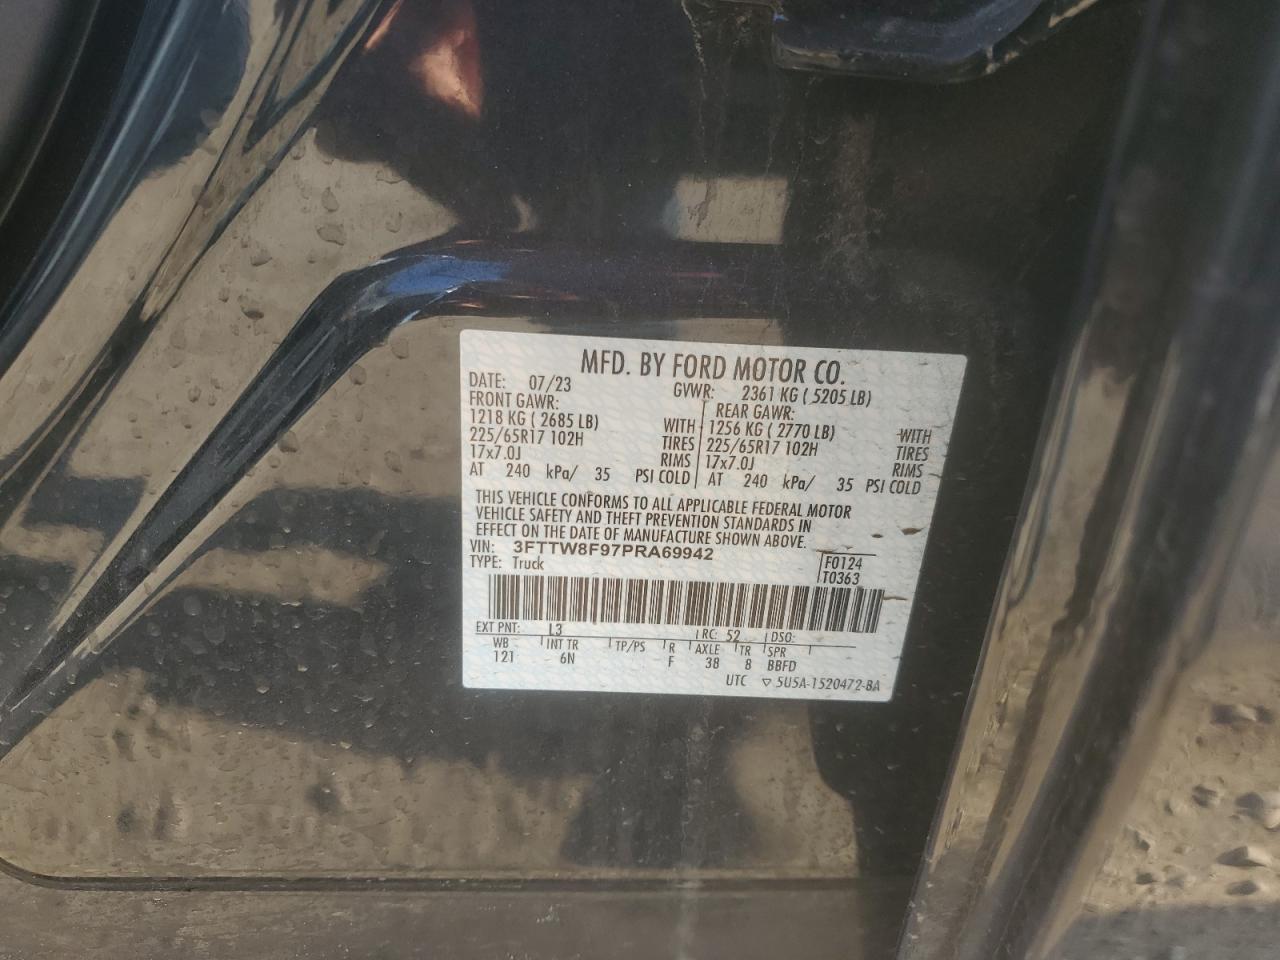 MFD. BY FORD MOTOR CO.
DATE: 07/23 GVWR: 2361 KG ( 5205 LB)
FRONT GAWR: REAR GAWR:
1218 KG ( 2685 LB) WITH 1256 KG ( 2770 LB) WITH
225/65R17 102H TIRES 225/65R17 102H TIRES
17x7.0J RIMS 17x7.0J RIMS
AT 240 kPa/ 35 PSI COLD AT 240 kPa/ 35 PSI COLD
THIS VEHICLE CONFORMS TO ALL APPLICABLE FEDERAL MOTOR
VEHICLE SAFETY AND THEFT PREVENTION STANDARDS IN
EFFECT ON THE DATE OF MANUFACTURE SHOWN ABOVE.
VIN: 3FTTW8F97PRA69942
TYPE: Truck
F0124
T0363
EXT PNT: L3 RC: 52 DSO:
WB INT TR TP/PS R AXLE TR SPR
121 6N F 38 8 BBFD
UTC ▽ 5U5A-1520472-BA